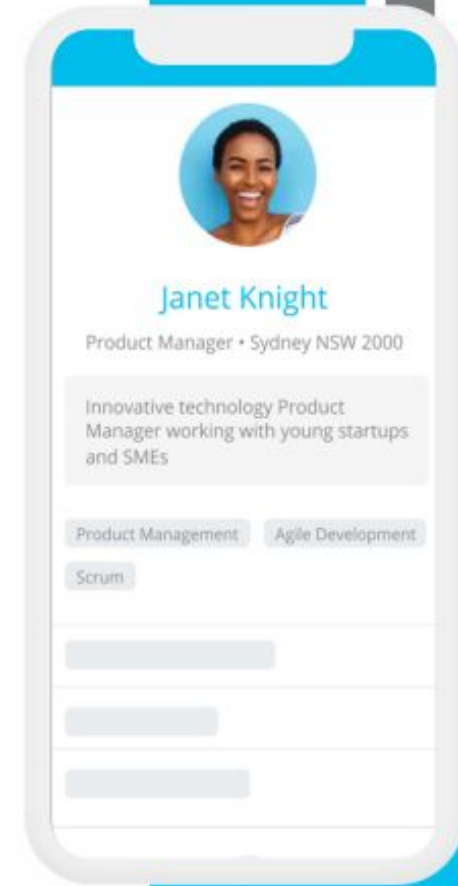 Janet Knight
Product Manager • Sydney NSW 2000
Innovative technology Product
Manager working with young startups
and SMEs
Product Management Agile Development
Scrum